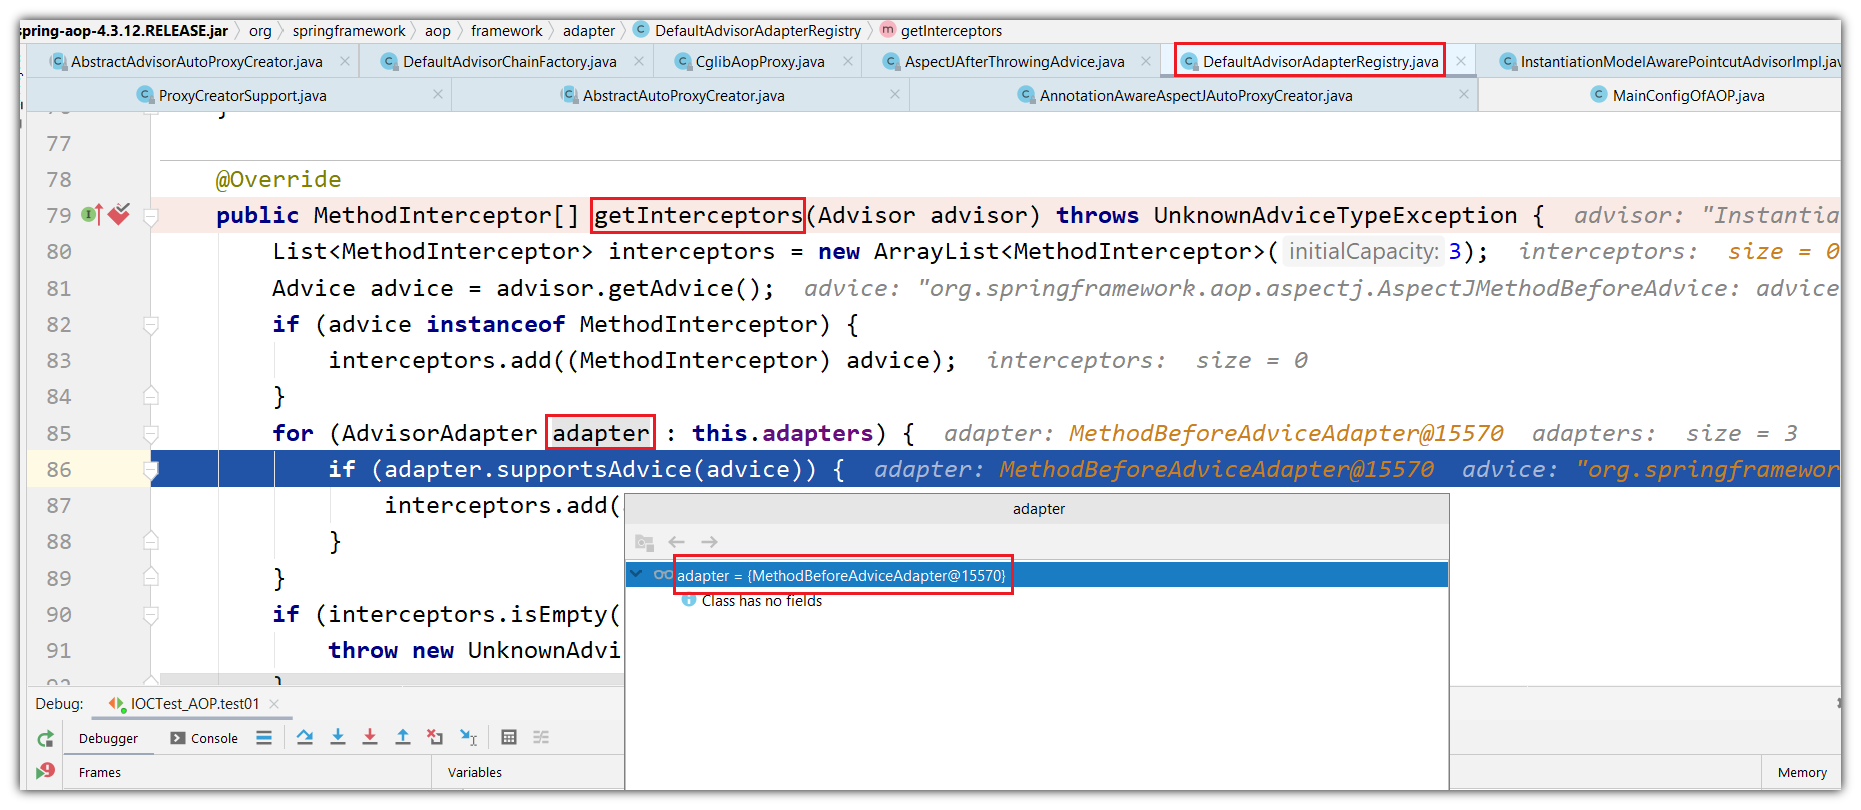 spring-aop-4.3.12.RELEASE.jar org springframework aop framework adapter DefaultAdvisorAdapterRegistry getInterceptors
AbstractAdvisorAutoProxyCreator.java DefaultAdvisorChainFactory.java CglibAopProxy.java AspectJAfterThrowingAdvice.java DefaultAdvisorAdapterRegistry.java InstantiationModelAwarePointcutAdvisorImpl.jav
ProxyCreatorSupport.java AbstractAutoProxyCreator.java AnnotationAwareAspectJAutoProxyCreator.java MainConfigOfAOP.java
77
78 @Override
79 public MethodInterceptor[] getInterceptors(Advisor advisor) throws UnknownAdviceTypeException { advisor: "Instantia
80 List<MethodInterceptor> interceptors = new ArrayList<MethodInterceptor>( initialCapacity: 3); interceptors: size = 0
81 Advice advice = advisor.getAdvice(); advice: "org.springframework.aop.aspectj.AspectJMethodBeforeAdvice: advice
82 if (advice instanceof MethodInterceptor) {
83 interceptors.add((MethodInterceptor) advice); interceptors: size = 0
84 }
85 for (AdvisorAdapter adapter : this.adapters) { adapter: MethodBeforeAdviceAdapter@15570 adapters: size = 3
86 if (adapter.supportsAdvice(advice)) { adapter: MethodBeforeAdviceAdapter@15570 advice: "org.springframewor
87 interceptors.add(
adapter
88 }
adapter = {MethodBeforeAdviceAdapter@15570}
89 }
Class has no fields
90 if (interceptors.isEmpty(
91 throw new UnknownAdvi
92 }
Debug: IOCTest_AOP.test01
Debugger Console
Frames Variables Memory